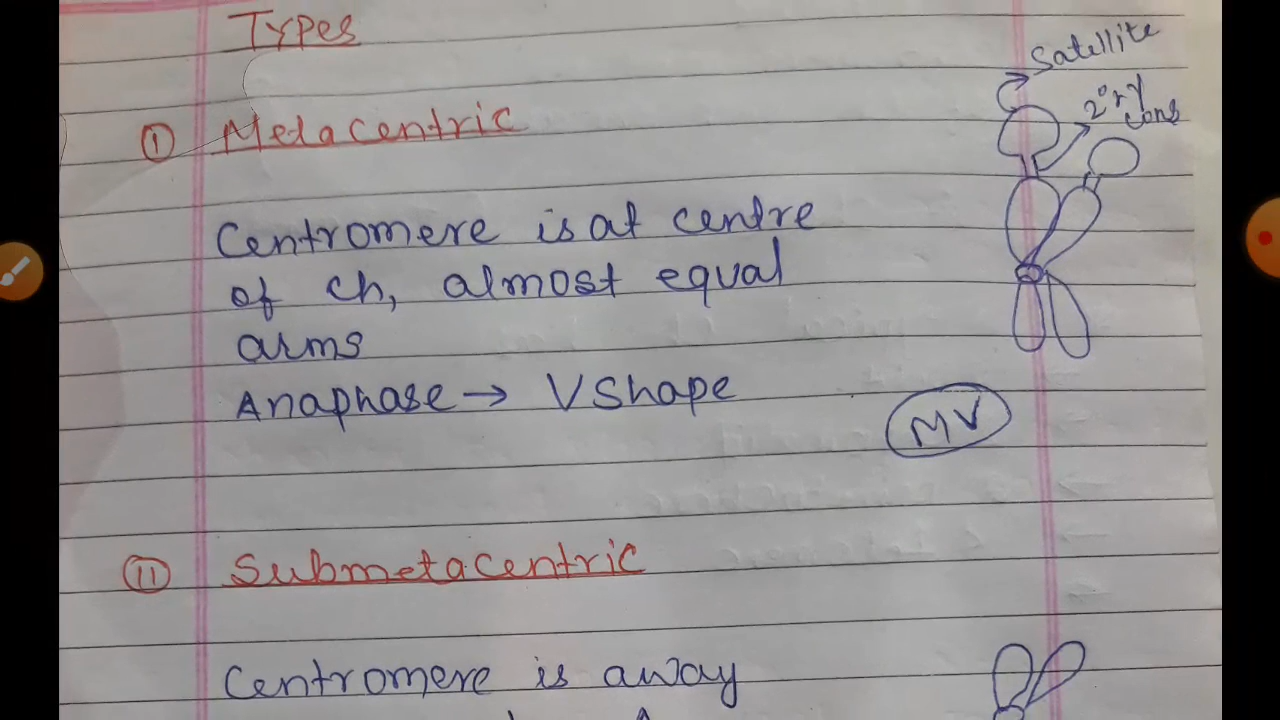 Types
Satellite
2°ry
cons
① Metacentric
Centromere is at centre
of ch, almost equal
arms
Anaphase → V Shape
MV
② Submetacentric
Centromere is away